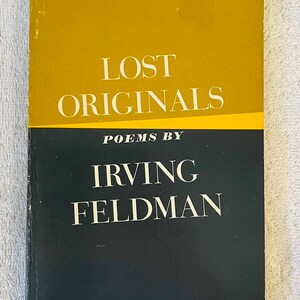 LOST
ORIGINALS
POEMS BY
IRVING
FELDMAN